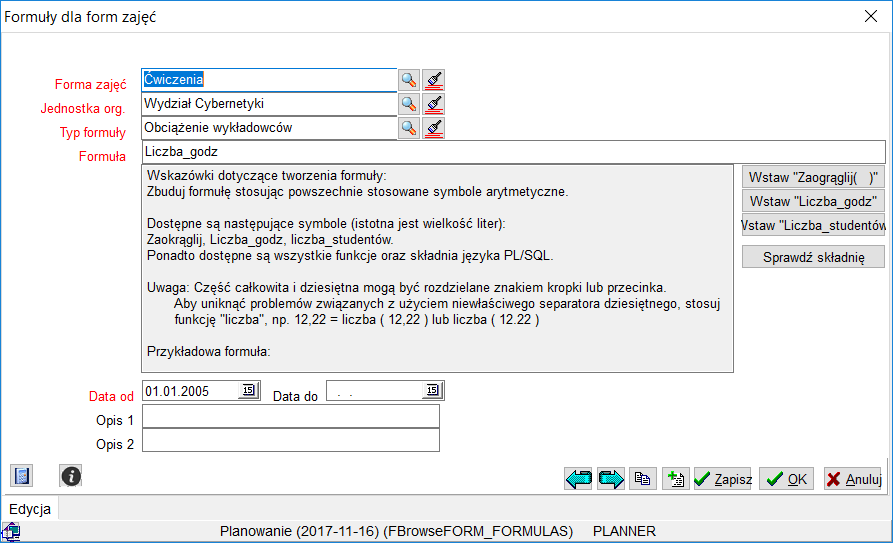 Formuły dla form zajęć
Forma zajęć Ćwiczenia
Jednostka org. Wydział Cybernetyki
Typ formuły Obciążenie wykładowców
Formuła Liczba_godz
Wskazówki dotyczące tworzenia formuły:
Zbuduj formułę stosując powszechnie stosowane symbole arytmetyczne.
Dostępne są następujące symbole (istotna jest wielkość liter):
Zaokrąglij, Liczba_godz, liczba_studentów.
Ponadto dostępne są wszystkie funkcje oraz składnia języka PL/SQL.
Uwaga: Część całkowita i dziesiętna mogą być rozdzielane znakiem kropki lub przecinka.
Aby uniknąć problemów związanych z użyciem niewłaściwego separatora dziesiętnego, stosuj
funkcję "liczba", np. 12,22 = liczba ( 12,22 ) lub liczba ( 12.22 )
Przykładowa formuła:
Wstaw "Zaogrąglij( )"
Wstaw "Liczba_godz"
Wstaw "Liczba_studentów
Sprawdź składnię
Data od 01.01.2005 15 Data do . . 15
Opis 1
Opis 2
Zapisz OK Anuluj
Edycja
Planowanie (2017-11-16) (FBrowseFORM_FORMULAS) PLANNER